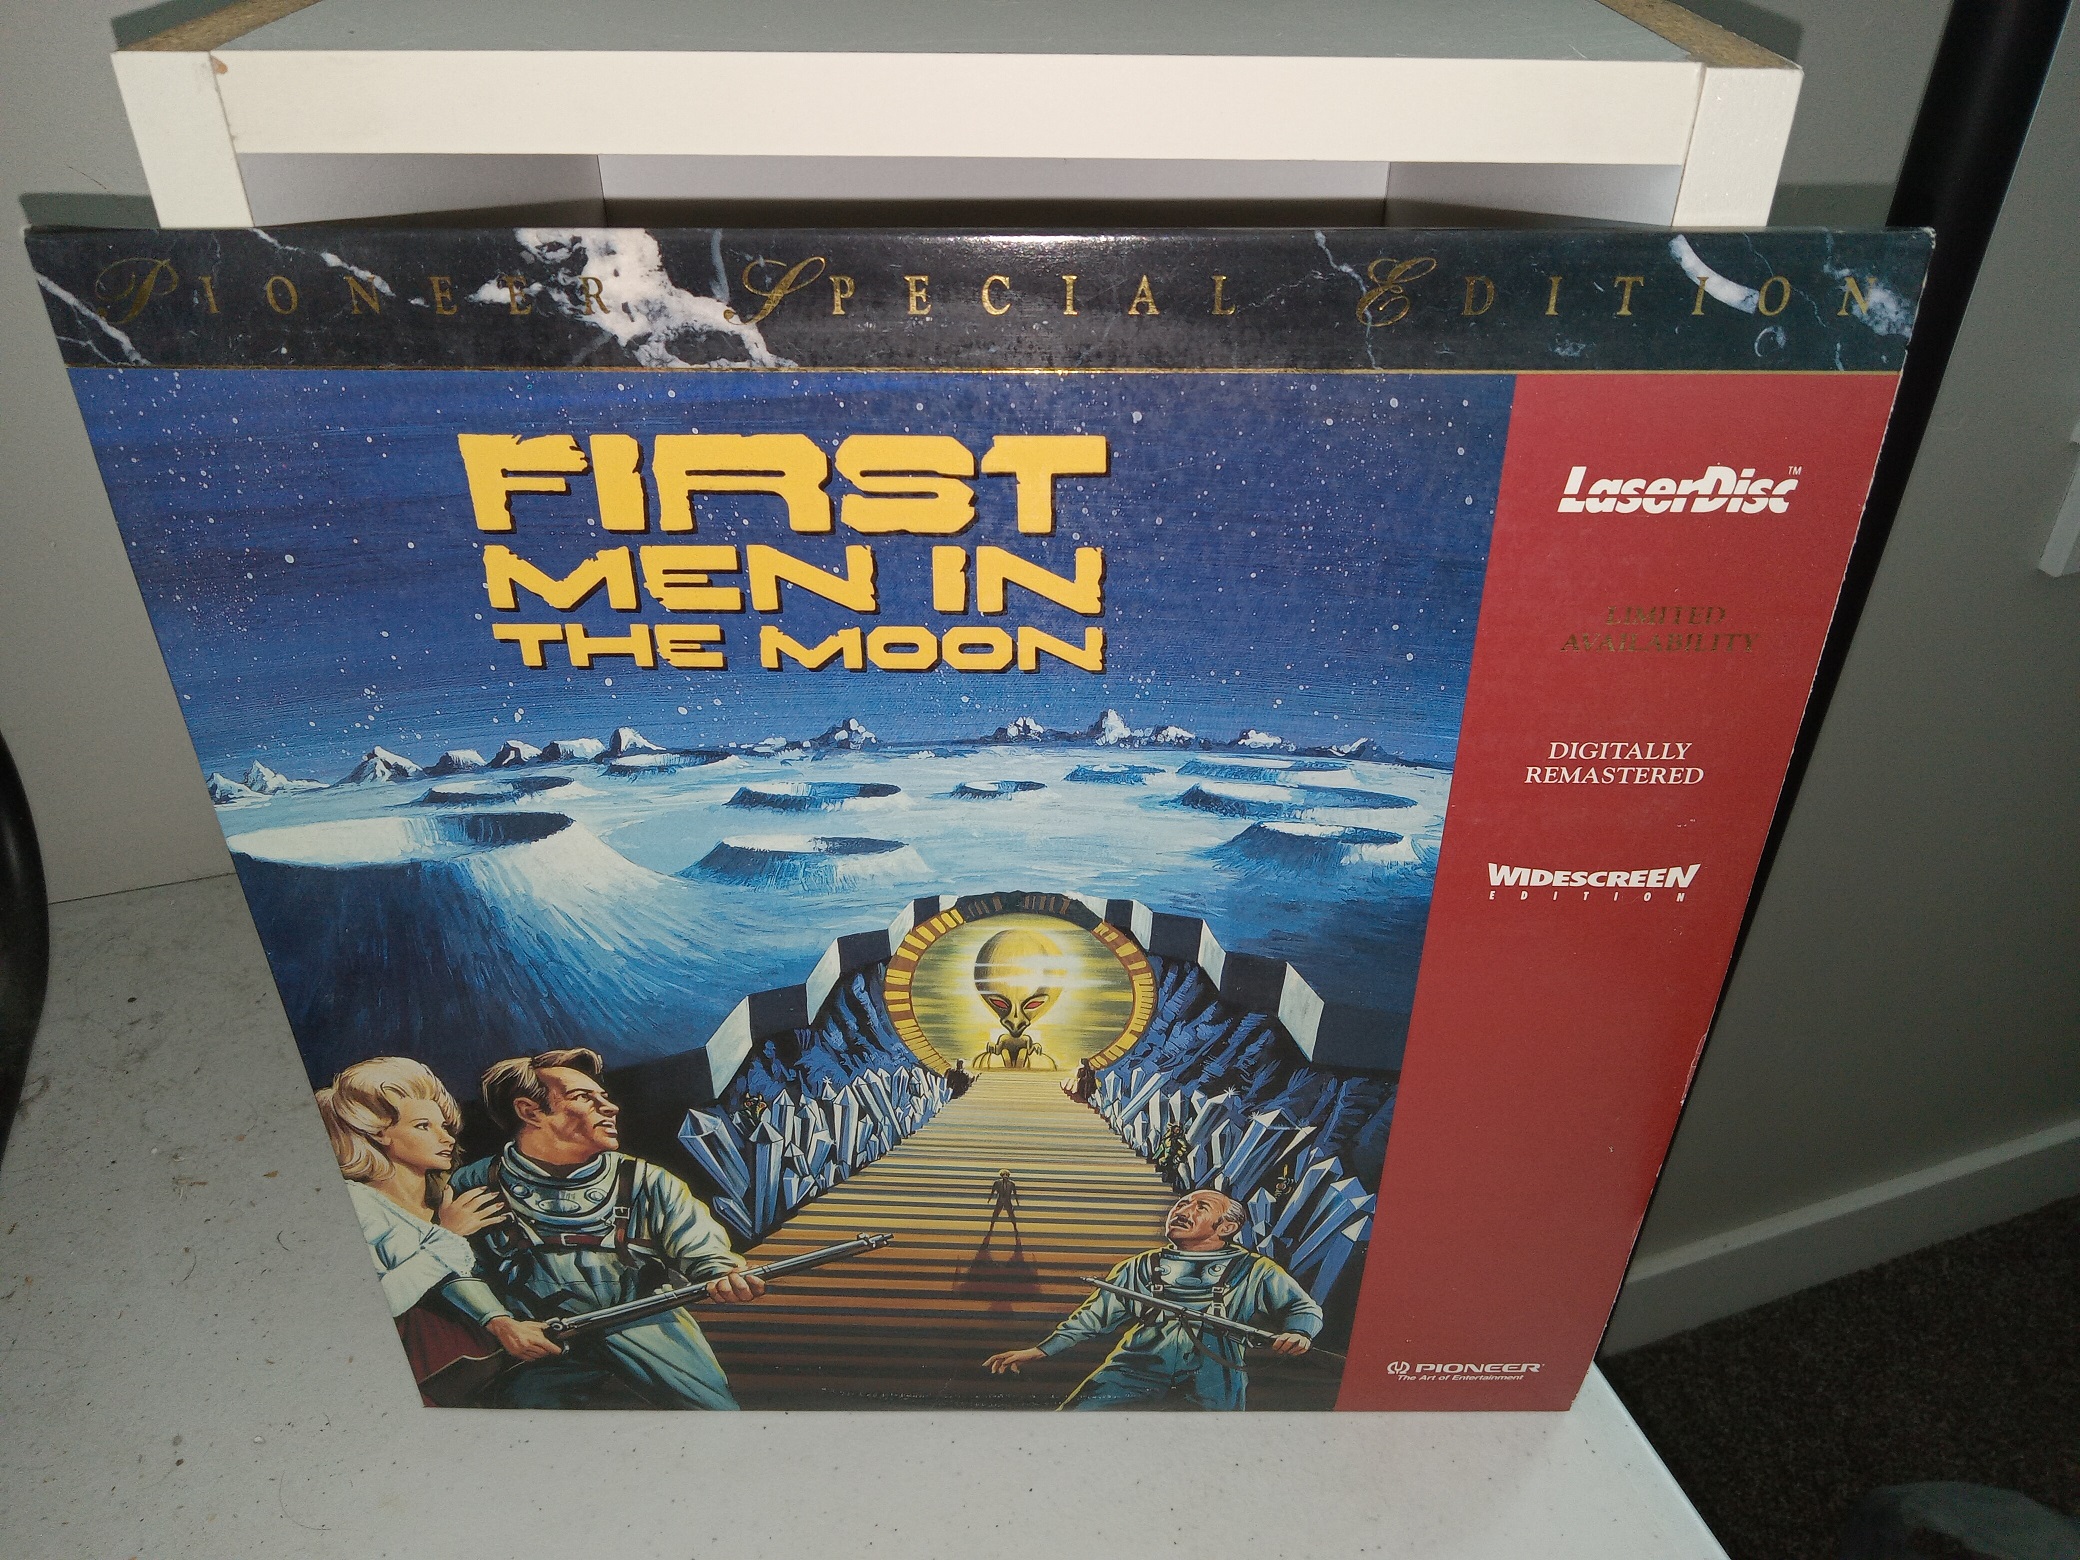 PIONEER SPECIAL EDITION
FIRST
MEN IN
THE MOON
LaserDisc™
LIMITED
AVAILABILITY
DIGITALLY
REMASTERED
WIDESCREEN
EDITION
PIONEER®
The Art of Entertainment